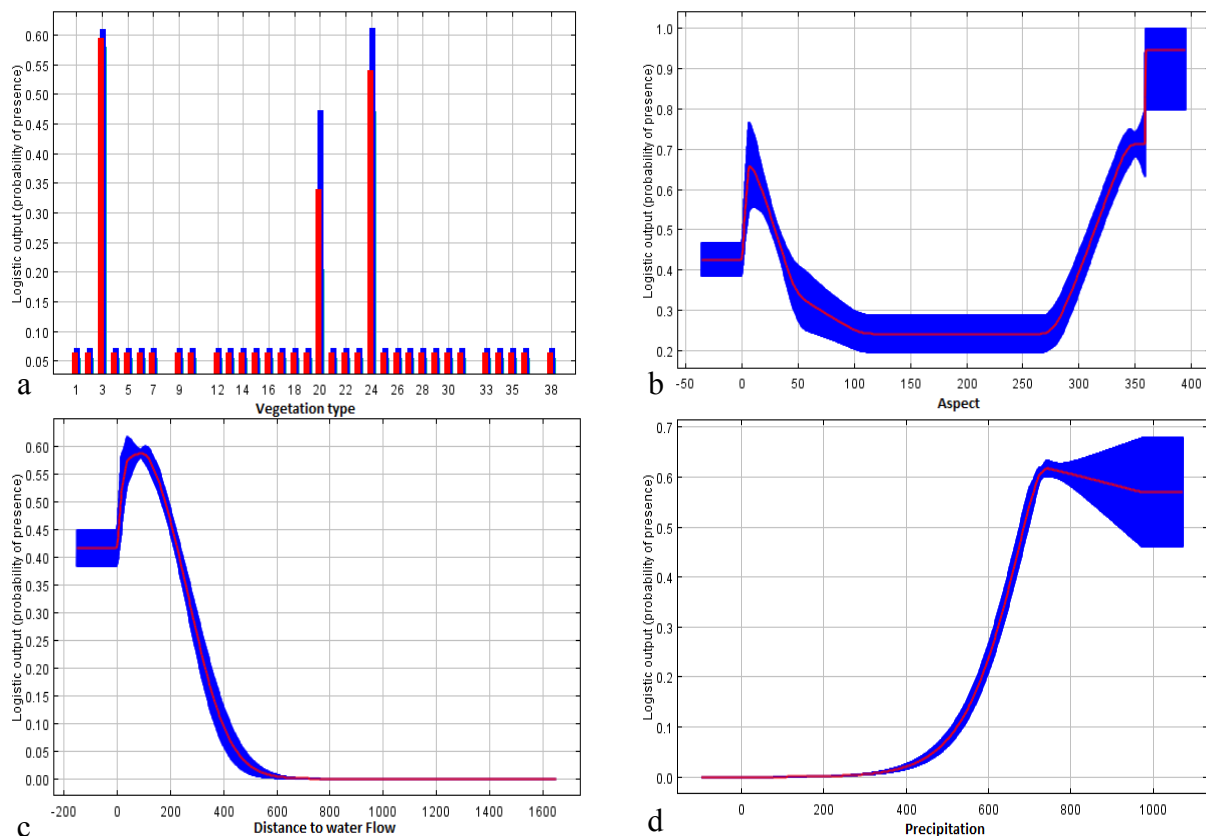 Logistic output (probability of presence)
0.60
0.55
0.50
0.45
0.40
0.35
0.30
0.25
0.20
0.15
0.10
0.05
1 3 5 7 9 12 14 16 18 20 22 24 26 28 30 33 35 38
Vegetation type
a
Logistic output (probability of presence)
1.0
0.9
0.8
0.7
0.6
0.5
0.4
0.3
0.2
-50 0 50 100 150 200 250 300 350 400
Aspect
b
Logistic output (probability of presence)
0.60
0.55
0.50
0.45
0.40
0.35
0.30
0.25
0.20
0.15
0.10
0.05
0.00
-200 0 200 400 600 800 1000 1200 1400 1600
Distance to water Flow
c
Logistic output (probability of presence)
0.7
0.6
0.5
0.4
0.3
0.2
0.1
0.0
0 200 400 600 800 1000
Precipitation
d